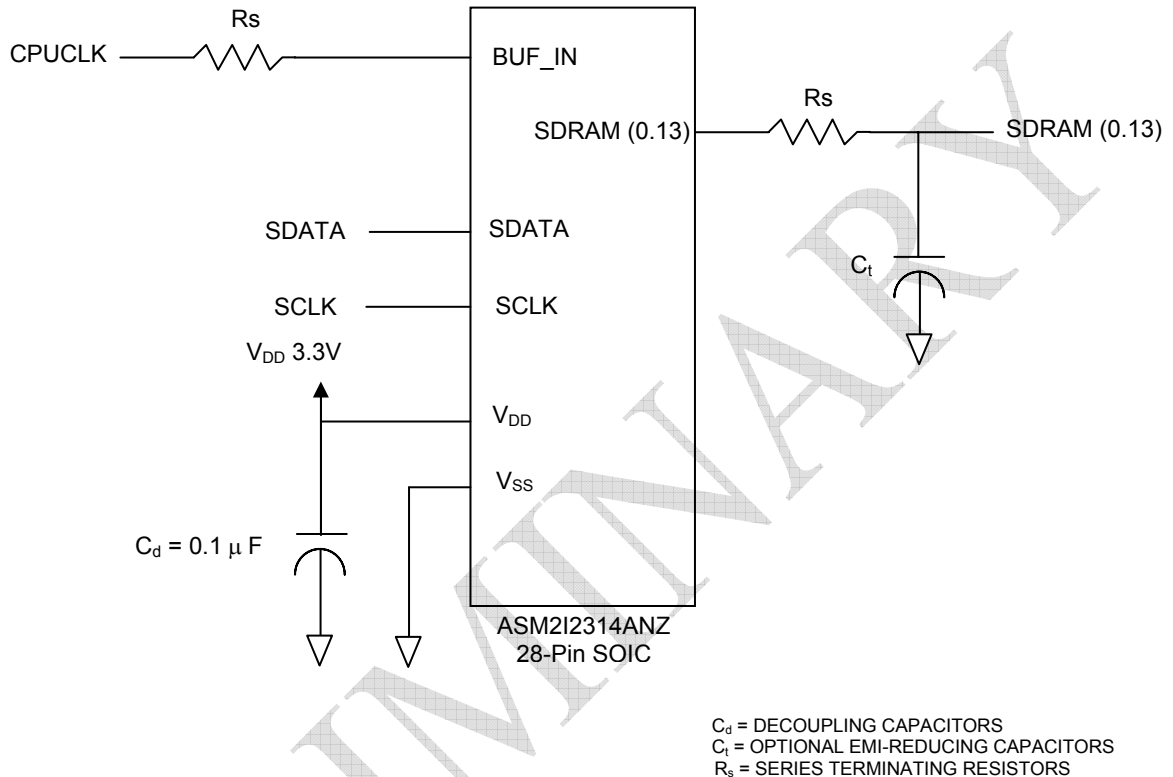 Rs
CPUCLK
BUF_IN
Rs
SDRAM (0.13)
SDRAM (0.13)
SDATA
SDATA
Ct
SCLK
SCLK
VDD 3.3V
VDD
VSS
Cd = 0.1 μ F
ASM2I2314ANZ
28-Pin SOIC
Cd = DECOUPLING CAPACITORS
Ct = OPTIONAL EMI-REDUCING CAPACITORS
Rs = SERIES TERMINATING RESISTORS
IMINARY